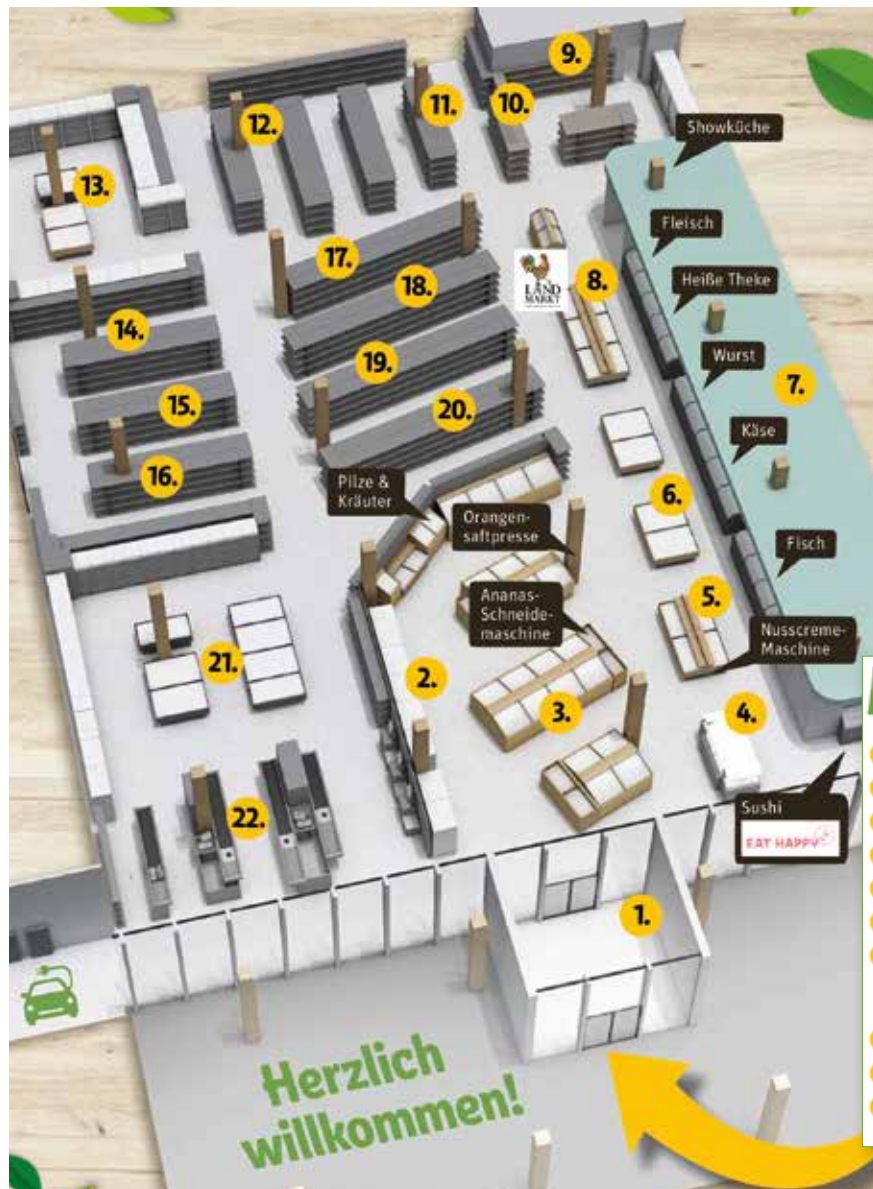 9.
10.
11.
12.
Showküche
13.
Fleisch
17.
LAND
MARKT
8.
18.
Heiße Theke
14.
19.
Wurst
7.
15.
20.
Käse
16.
Pilze &
Kräuter
6.
Orangen-
saftpresse
Fisch
Ananas-
Schneide-
maschine
5.
Nusscreme-
Maschine
21.
2.
3.
4.
22.
Sushi
EAT HAPPY
1.
Herzlich
willkommen!